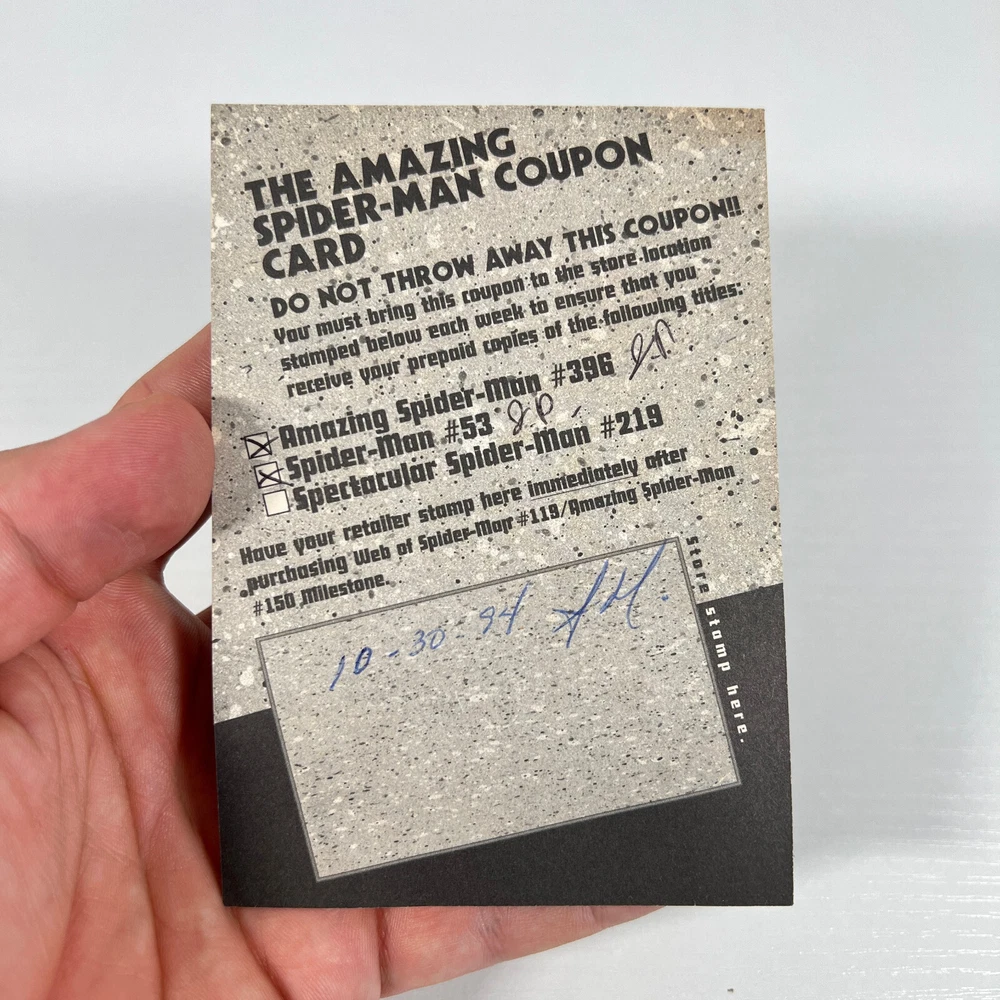 THE AMAZING
SPIDER-MAN COUPON
CARD
DO NOT THROW AWAY THIS COUPON!!
You must bring this coupon to the store location
stamped below each week to ensure that you
receive your prepaid copies of the following titles:
Amazing Spider-Man #396
Spider-Man #53
Spectacular Spider-Man #219
Have your retailer stamp here immediately after
purchasing Web of Spider-Man #119/Amazing Spider-Man
#150 Milestone.
10-30-94
Store stamp here.